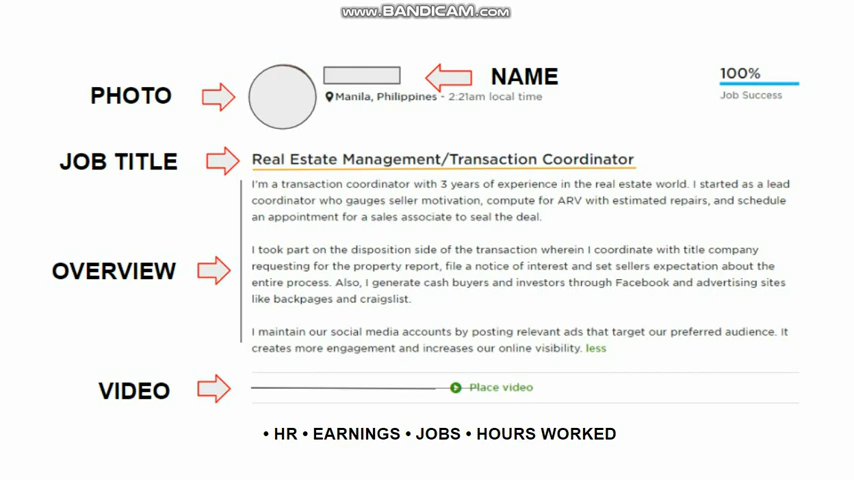 www.BANDICAM.com
NAME
100%
PHOTO
Manila, Philippines - 2:21am local time
Job Success
JOB TITLE
Real Estate Management/Transaction Coordinator
I'm a transaction coordinator with 3 years of experience in the real estate world. I started as a lead
coordinator who gauges seller motivation, compute for ARV with estimated repairs, and schedule
an appointment for a sales associate to seal the deal.
I took part on the disposition side of the transaction wherein I coordinate with title company
OVERVIEW
requesting for the property report, file a notice of interest and set sellers expectation about the
entire process. Also, I generate cash buyers and investors through Facebook and advertising sites
like backpages and craigslist.
I maintain our social media accounts by posting relevant ads that target our preferred audience. It
creates more engagement and increases our online visibility. less
VIDEO
Place video
• HR • EARNINGS • JOBS • HOURS WORKED